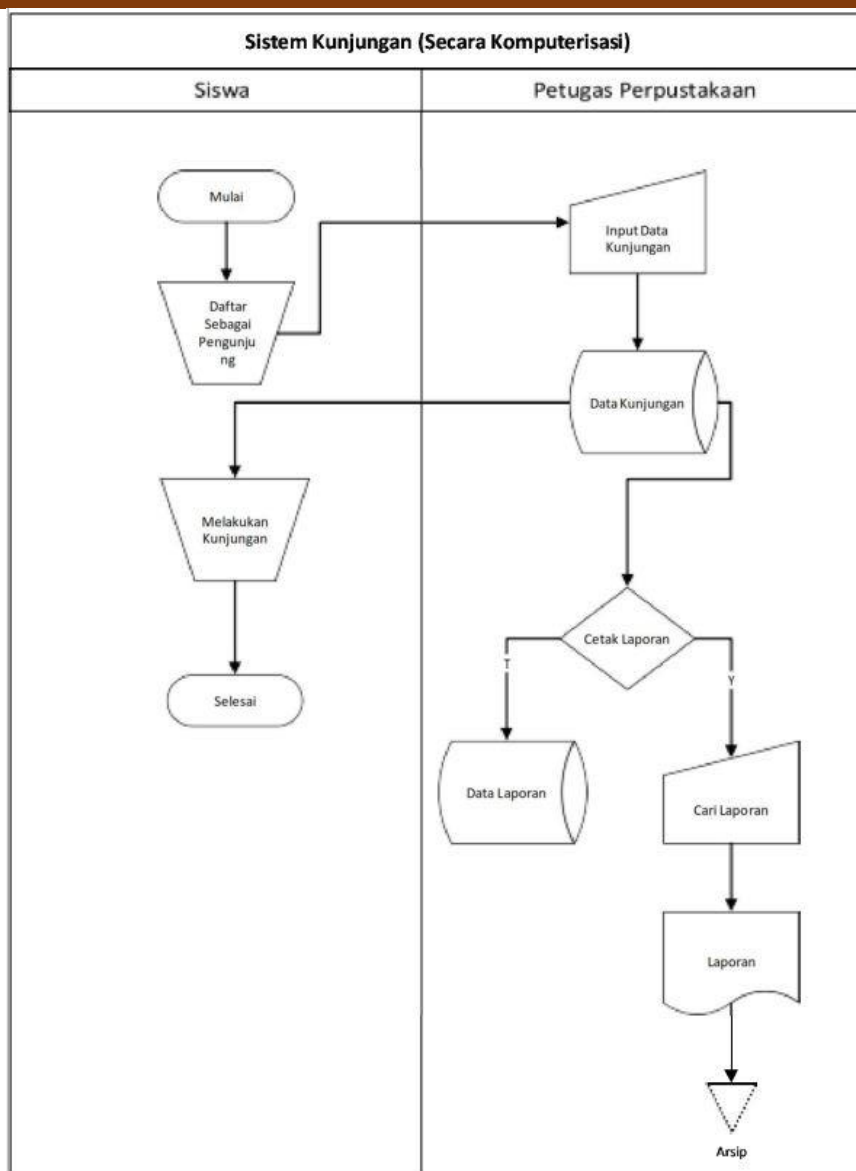 Sistem Kunjungan (Secara Komputerisasi)
Siswa
Petugas Perpustakaan
Mulai
Input Data
Kunjungan
Daftar
Sebagai
Pengunju
ng
Data Kunjungan
Melakukan
Kunjungan
Cetak Laporan
T
Y
Selesai
Data Laporan
Cari Laporan
Laporan
Arsip